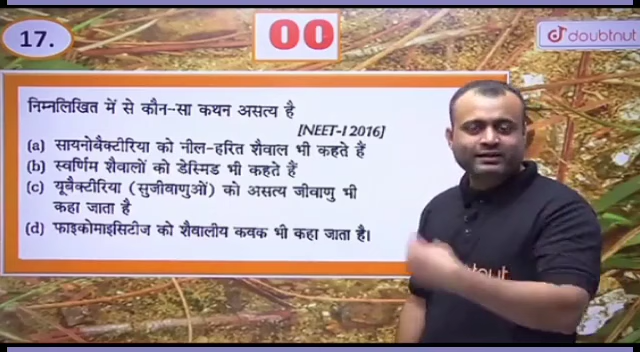 17.
00
doubtnut
निम्नलिखित में से कौन-सा कथन असत्य है
[NEET-I 2016]
(a) सायनोबैक्टीरिया को नील-हरित शैवाल भी कहते हैं
(b) स्वर्णिम शैवालों को डेस्मिड भी कहते हैं
(c) यूबैक्टीरिया (सुजीवाणुओं) को असत्य जीवाणु भी
कहा जाता है
(d) फाइकोमाइसिटीज को शैवालीय कवक भी कहा जाता है।